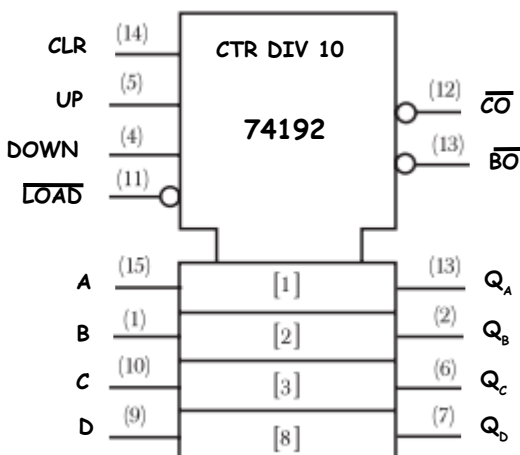 CLR (14) CTR DIV 10
UP (5) (12) CO
DOWN (4) 74192 (13) BO
LOAD (11)
A (15) [1] (13) QA
B (1) [2] (2) QB
C (10) [3] (6) QC
D (9) [8] (7) QD